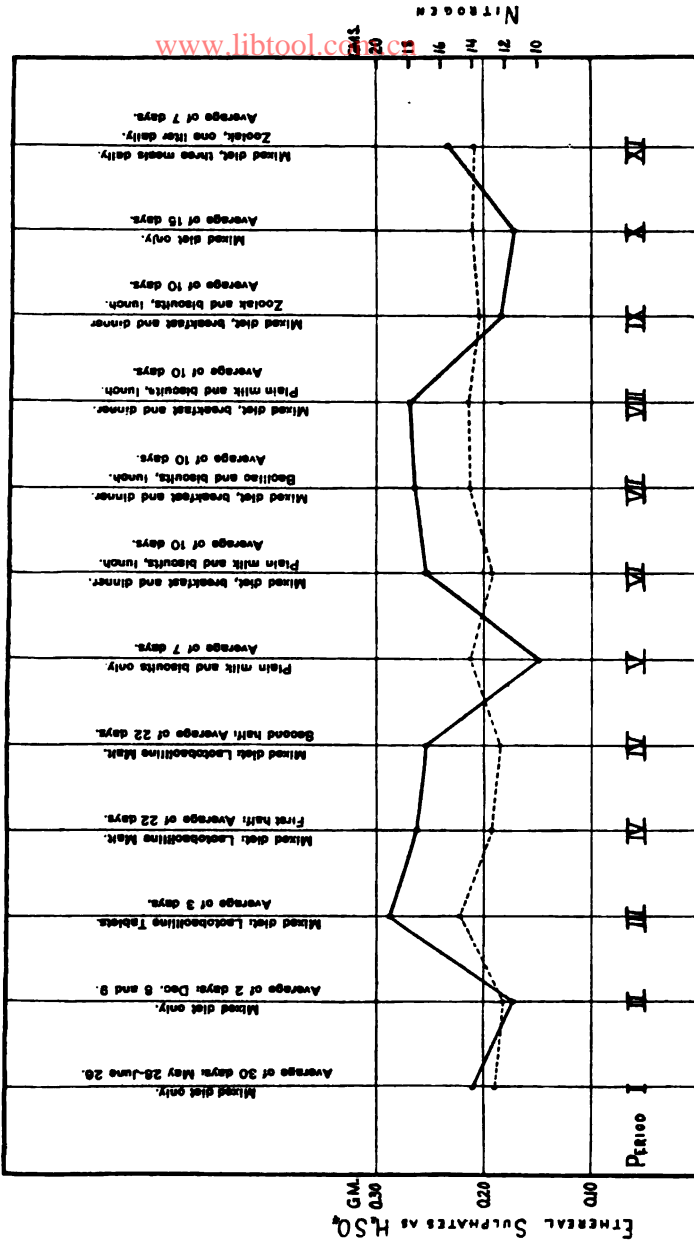 www.libtool.com.cn
NITROGEN
GMS.
20
18
16
14
12
10
Mixed diet, three meals daily.
Zoolak, one liter daily.
Average of 7 days.
XI
Mixed diet only.
Average of 15 days.
X
Mixed diet, breakfast and dinner
Zoolak and biscuits, lunch.
Average of 10 days.
IX
Mixed diet, breakfast and dinner.
Plain milk and biscuits, lunch.
Average of 10 days.
VIII
Mixed diet, breakfast and dinner.
Bacillac and biscuits, lunch.
Average of 10 days.
VII
Mixed diet, breakfast and dinner.
Plain milk and biscuits, lunch.
Average of 10 days.
VI
Plain milk and biscuits only
Average of 7 days.
V
Mixed diet: Lactobacilline Malt.
Second half: Average of 22 days.
IV
Mixed diet: Lactobacilline Malt.
First half: Average of 22 days.
IV
Mixed diet: Lactobacilline Tablets.
Average of 3 days.
III
Mixed diet only.
Average of 2 days: Dec. 8 and 9.
II
Mixed diet only.
Average of 30 days: May 28-June 26.
I
PERIOD
GM.
0.30
0.20
0.10
ETHEREAL SULPHATES AS H₂SO₄